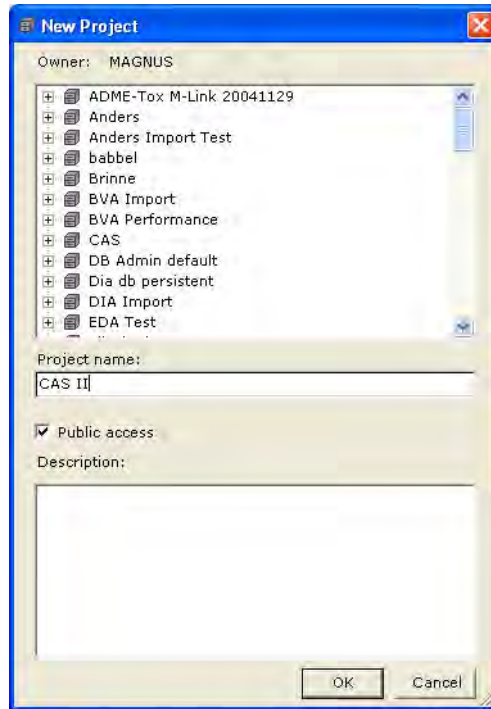 New Project
Owner: MAGNUS
ADME-Tox M-Link 20041129
Anders
Anders Import Test
babbel
Brinne
BVA Import
BVA Performance
CAS
DB Admin default
Dia db persistent
DIA Import
EDA Test
Project name:
CAS II
Public access
Description:
OK Cancel